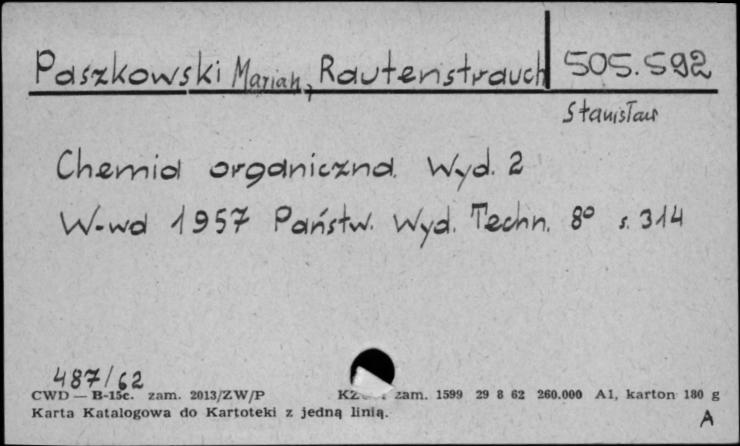 Paszkowski Marian, Rautenstrauch 505.592
Stanisław
Chemia organiczna. Wyd. 2
W-wa 1957 Państw. Wyd. Techn. 8° s. 314
487/62
CWD — B-15c. zam. 2013/ZW/P zam. 1599 29 8 62 260.000 A1, karton 180 g
Karta Katalogowa do Kartoteki z jedną linią.
A